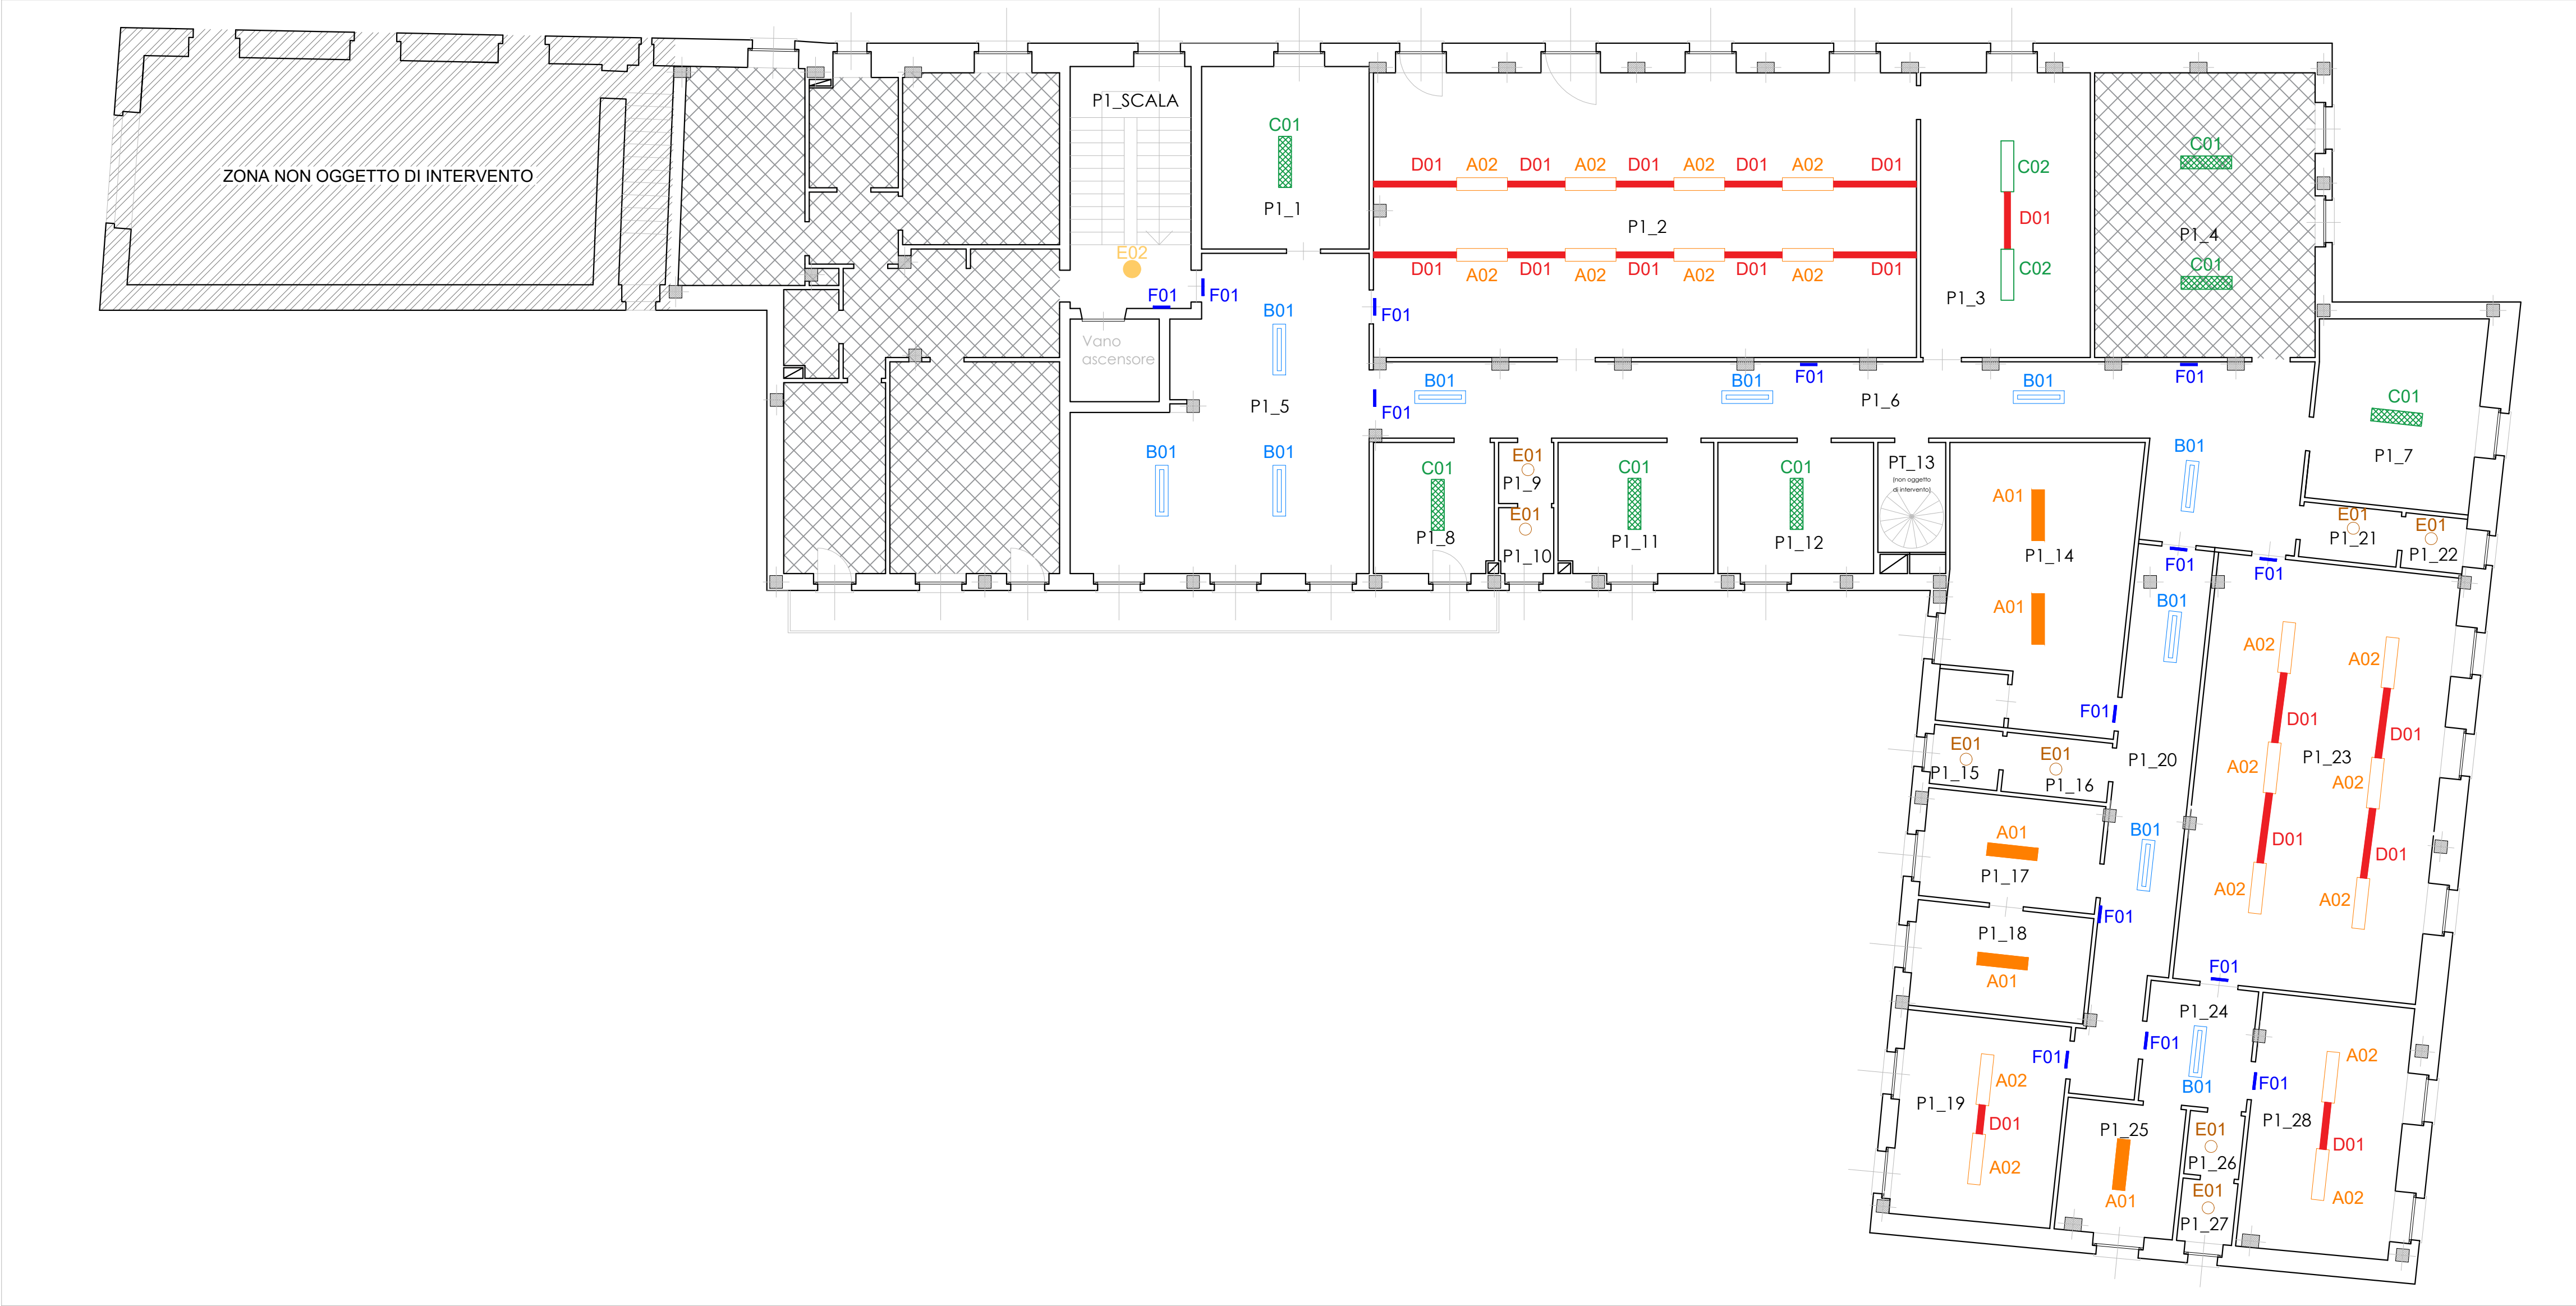 P1_SCALA
ZONA NON OGGETTO DI INTERVENTO
E02
F01
F01
Vano
ascensore
C01
P1_1
D01 A02 D01 A02 D01 A02 D01 A02 D01
P1_2
D01 A02 D01 A02 D01 A02 D01 A02 D01
F01
C02
D01
C02
P1_3
C01
P1_4
C01
B01
P1_5
B01 B01
F01
B01
B01
F01
P1_6
B01
F01
B01
C01
P1_7
C01
P1_8
E01
P1_9
E01
P1_10
C01
P1_11
C01
P1_12
PT_13
(non oggetto
di intervento)
A01
P1_14
A01
F01
E01
P1_21
E01
P1_22
F01
F01
B01
E01
P1_15
E01
P1_16
P1_20
B01
A02
A02
D01
D01
P1_23
A02
A02
D01
D01
A02
A02
A01
P1_17
F01
P1_18
A01
F01
P1_24
F01
F01
B01
F01
A02
P1_19
D01
A02
P1_25
A01
E01
P1_26
E01
P1_27
A02
P1_28
D01
A02